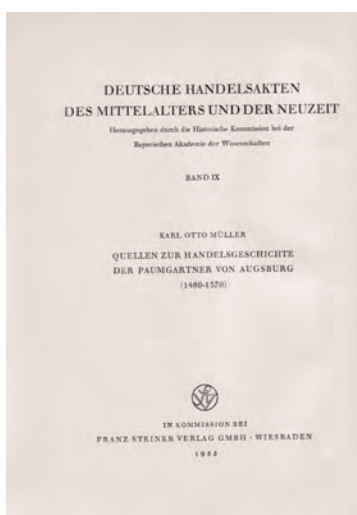 DEUTSCHE HANDELSAKTEN
DES MITTELALTERS UND DER NEUZEIT
Herausgegeben durch die Historische Kommission bei der
Bayerischen Akademie der Wissenschaften
BAND IX
KARL OTTO MÜLLER
QUELLEN ZUR HANDELSGESCHICHTE
DER PAUMGARTNER VON AUGSBURG
(1480-1570)
IN KOMMISSION BEI
FRANZ STEINER VERLAG GMBH · WIESBADEN
1955